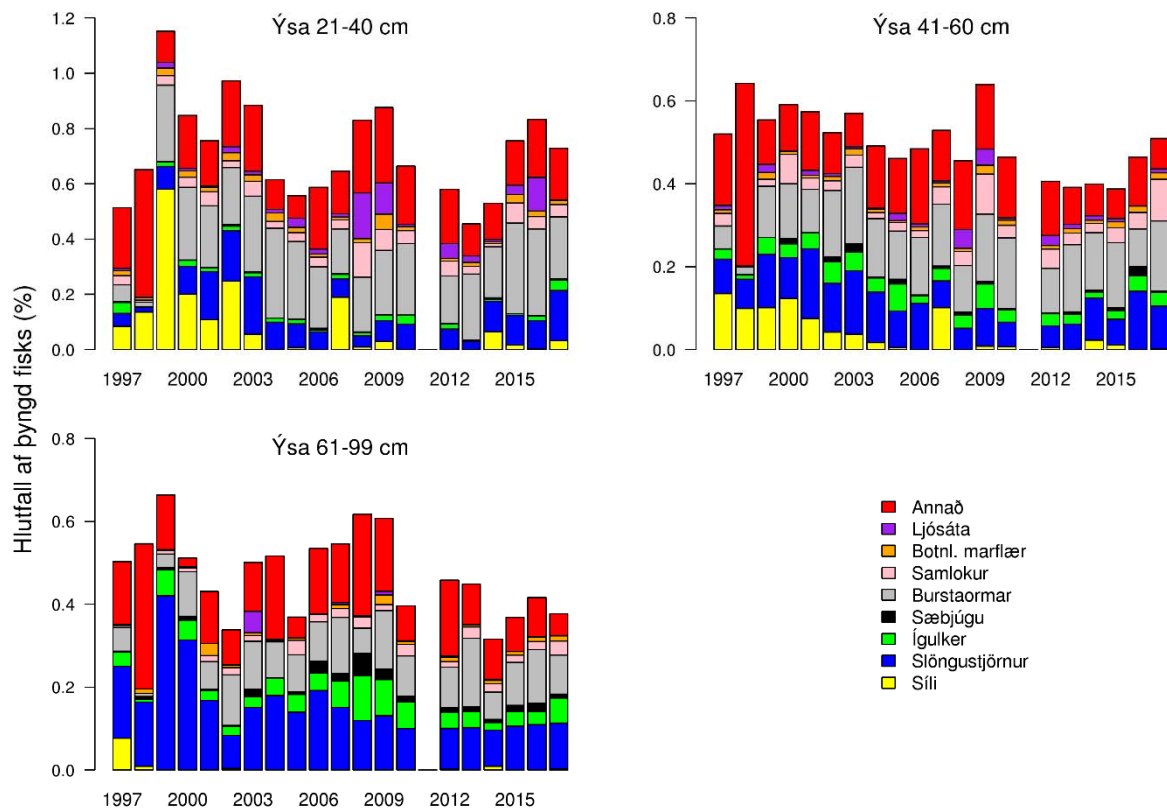 Ýsa 21-40 cm
1.2
1.0
0.8
0.6
0.4
0.2
0.0
1997 2000 2003 2006 2009 2012 2015
Ýsa 41-60 cm
0.8
0.6
0.4
0.2
0.0
1997 2000 2003 2006 2009 2012 2015
Hlutfall af þyngd fisks (%)
Ýsa 61-99 cm
0.8
0.6
0.4
0.2
0.0
1997 2000 2003 2006 2009 2012 2015
Annað
Ljósáta
Botnl. marflær
Samlokur
Burstaormar
Sæbjúgu
Ígulker
Slöngustjörnur
Síli